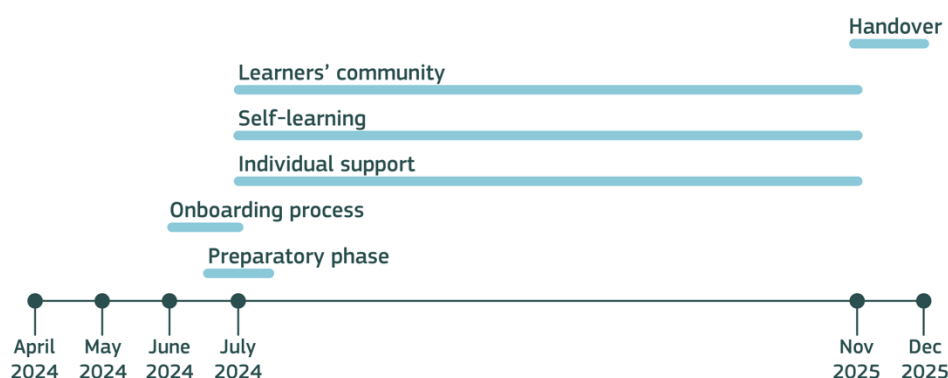 Handover
Learners’ community
Self-learning
Individual support
Onboarding process
Preparatory phase
April
2024
May
2024
June
2024
July
2024
Nov
2025
Dec
2025